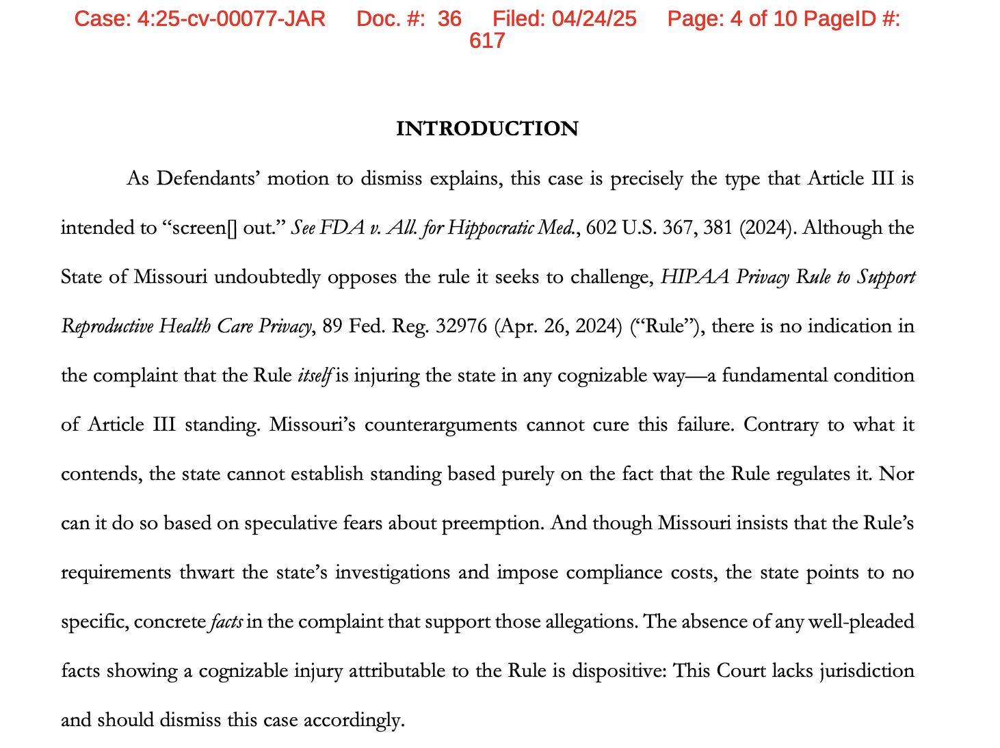 Case: 4:25-cv-00077-JAR Doc. #: 36 Filed: 04/24/25 Page: 4 of 10 PageID #:
617
INTRODUCTION
As Defendants’ motion to dismiss explains, this case is precisely the type that Article III is
intended to “screen[] out.” See FDA v. All. for Hippocratic Med., 602 U.S. 367, 381 (2024). Although the
State of Missouri undoubtedly opposes the rule it seeks to challenge, HIPAA Privacy Rule to Support
Reproductive Health Care Privacy, 89 Fed. Reg. 32976 (Apr. 26, 2024) (“Rule”), there is no indication in
the complaint that the Rule itself is injuring the state in any cognizable way—a fundamental condition
of Article III standing. Missouri’s counterarguments cannot cure this failure. Contrary to what it
contends, the state cannot establish standing based purely on the fact that the Rule regulates it. Nor
can it do so based on speculative fears about preemption. And though Missouri insists that the Rule’s
requirements thwart the state’s investigations and impose compliance costs, the state points to no
specific, concrete facts in the complaint that support those allegations. The absence of any well-pleaded
facts showing a cognizable injury attributable to the Rule is dispositive: This Court lacks jurisdiction
and should dismiss this case accordingly.